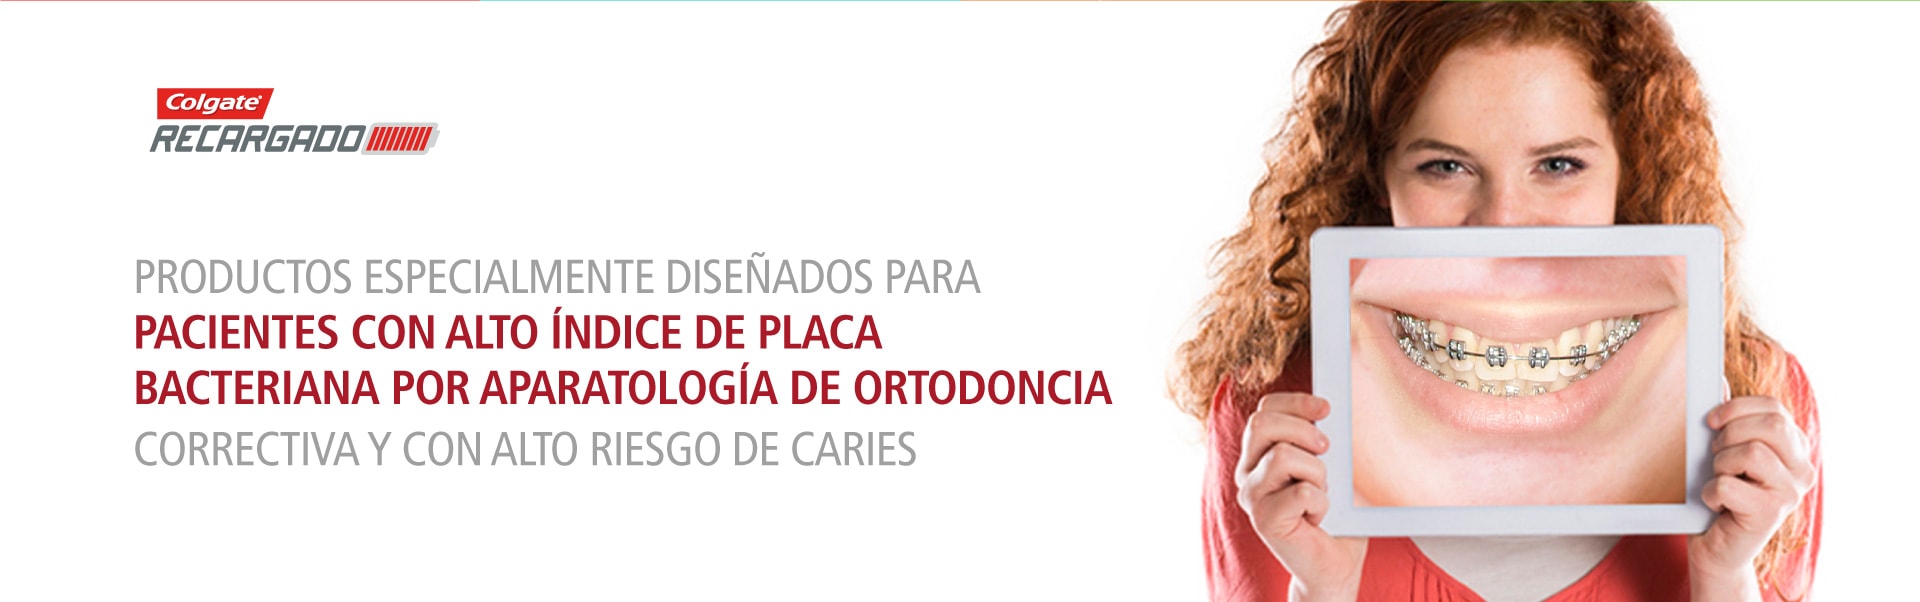 Colgate®
RECARGADO
PRODUCTOS ESPECIALMENTE DISEÑADOS PARA
PACIENTES CON ALTO ÍNDICE DE PLACA
BACTERIANA POR APARATOLOGÍA DE ORTODONCIA
CORRECTIVA Y CON ALTO RIESGO DE CARIES